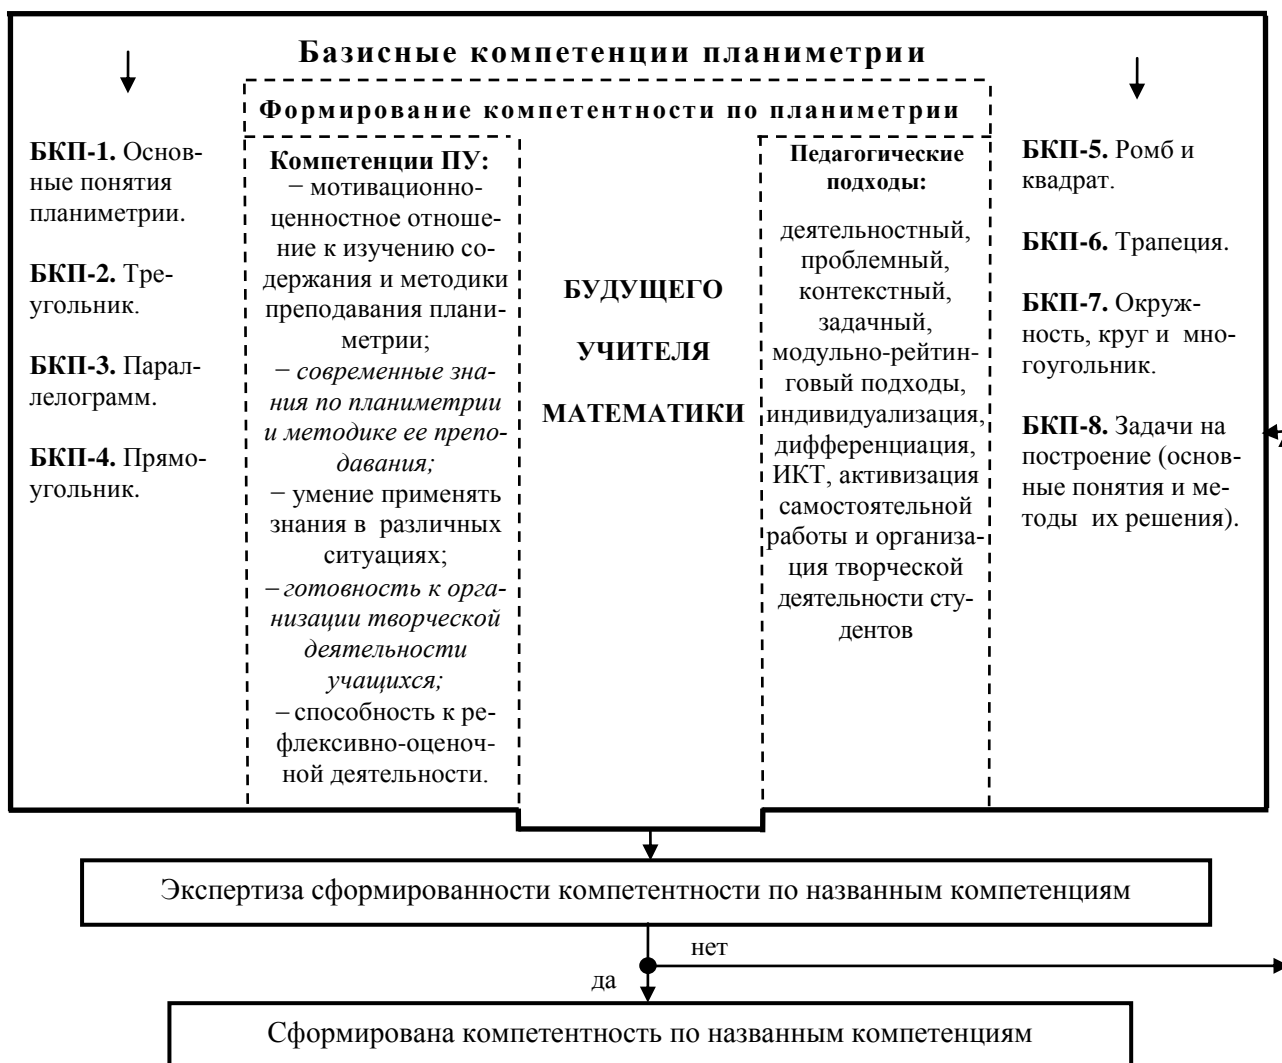 Базисные компетенции планиметрии
Формирование компетентности по планиметрии
БКП-1. Основ-
ные понятия
планиметрии.
БКП-2. Тре-
угольник.
БКП-3. Парал-
лелограмм.
БКП-4. Прямо-
угольник.
Компетенции ПУ:
– мотивационно-
ценностное отноше-
ние к изучению со-
держания и методики
преподавания плани-
метрии;
– современные зна-
ния по планиметрии
и методике ее препо-
давания;
– умение применять
знания в различных
ситуациях;
– готовность к орга-
низации творческой
деятельности
учащихся;
– способность к ре-
флексивно-оценоч-
ной деятельности.
БУДУЩЕГО
УЧИТЕЛЯ
МАТЕМАТИКИ
Педагогические
подходы:
деятельностный,
проблемный,
контекстный,
задачный,
модульно-рейтин-
говый подходы,
индивидуализация,
дифференциация,
ИКТ, активизация
самостоятельной
работы и организа-
ция творческой
деятельности сту-
дентов
БКП-5. Ромб и
квадрат.
БКП-6. Трапеция.
БКП-7. Окруж-
ность, круг и мно-
гоугольник.
БКП-8. Задачи на
построение (основ-
ные понятия и ме-
тоды их решения).
Экспертиза сформированности компетентности по названным компетенциям
нет
да
Сформирована компетентность по названным компетенциям